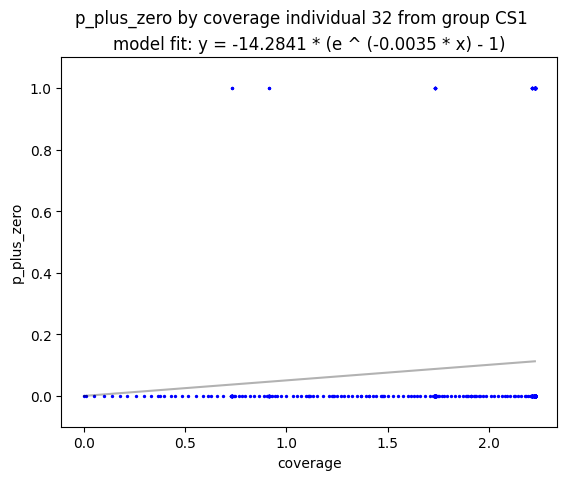 p_plus_zero by coverage individual 32 from group CS1
model fit: y = -14.2841 * (e ^ (-0.0035 * x) - 1)
1.0
0.8
0.6
0.4
0.2
0.0
p_plus_zero
0.0 0.5 1.0 1.5 2.0
coverage